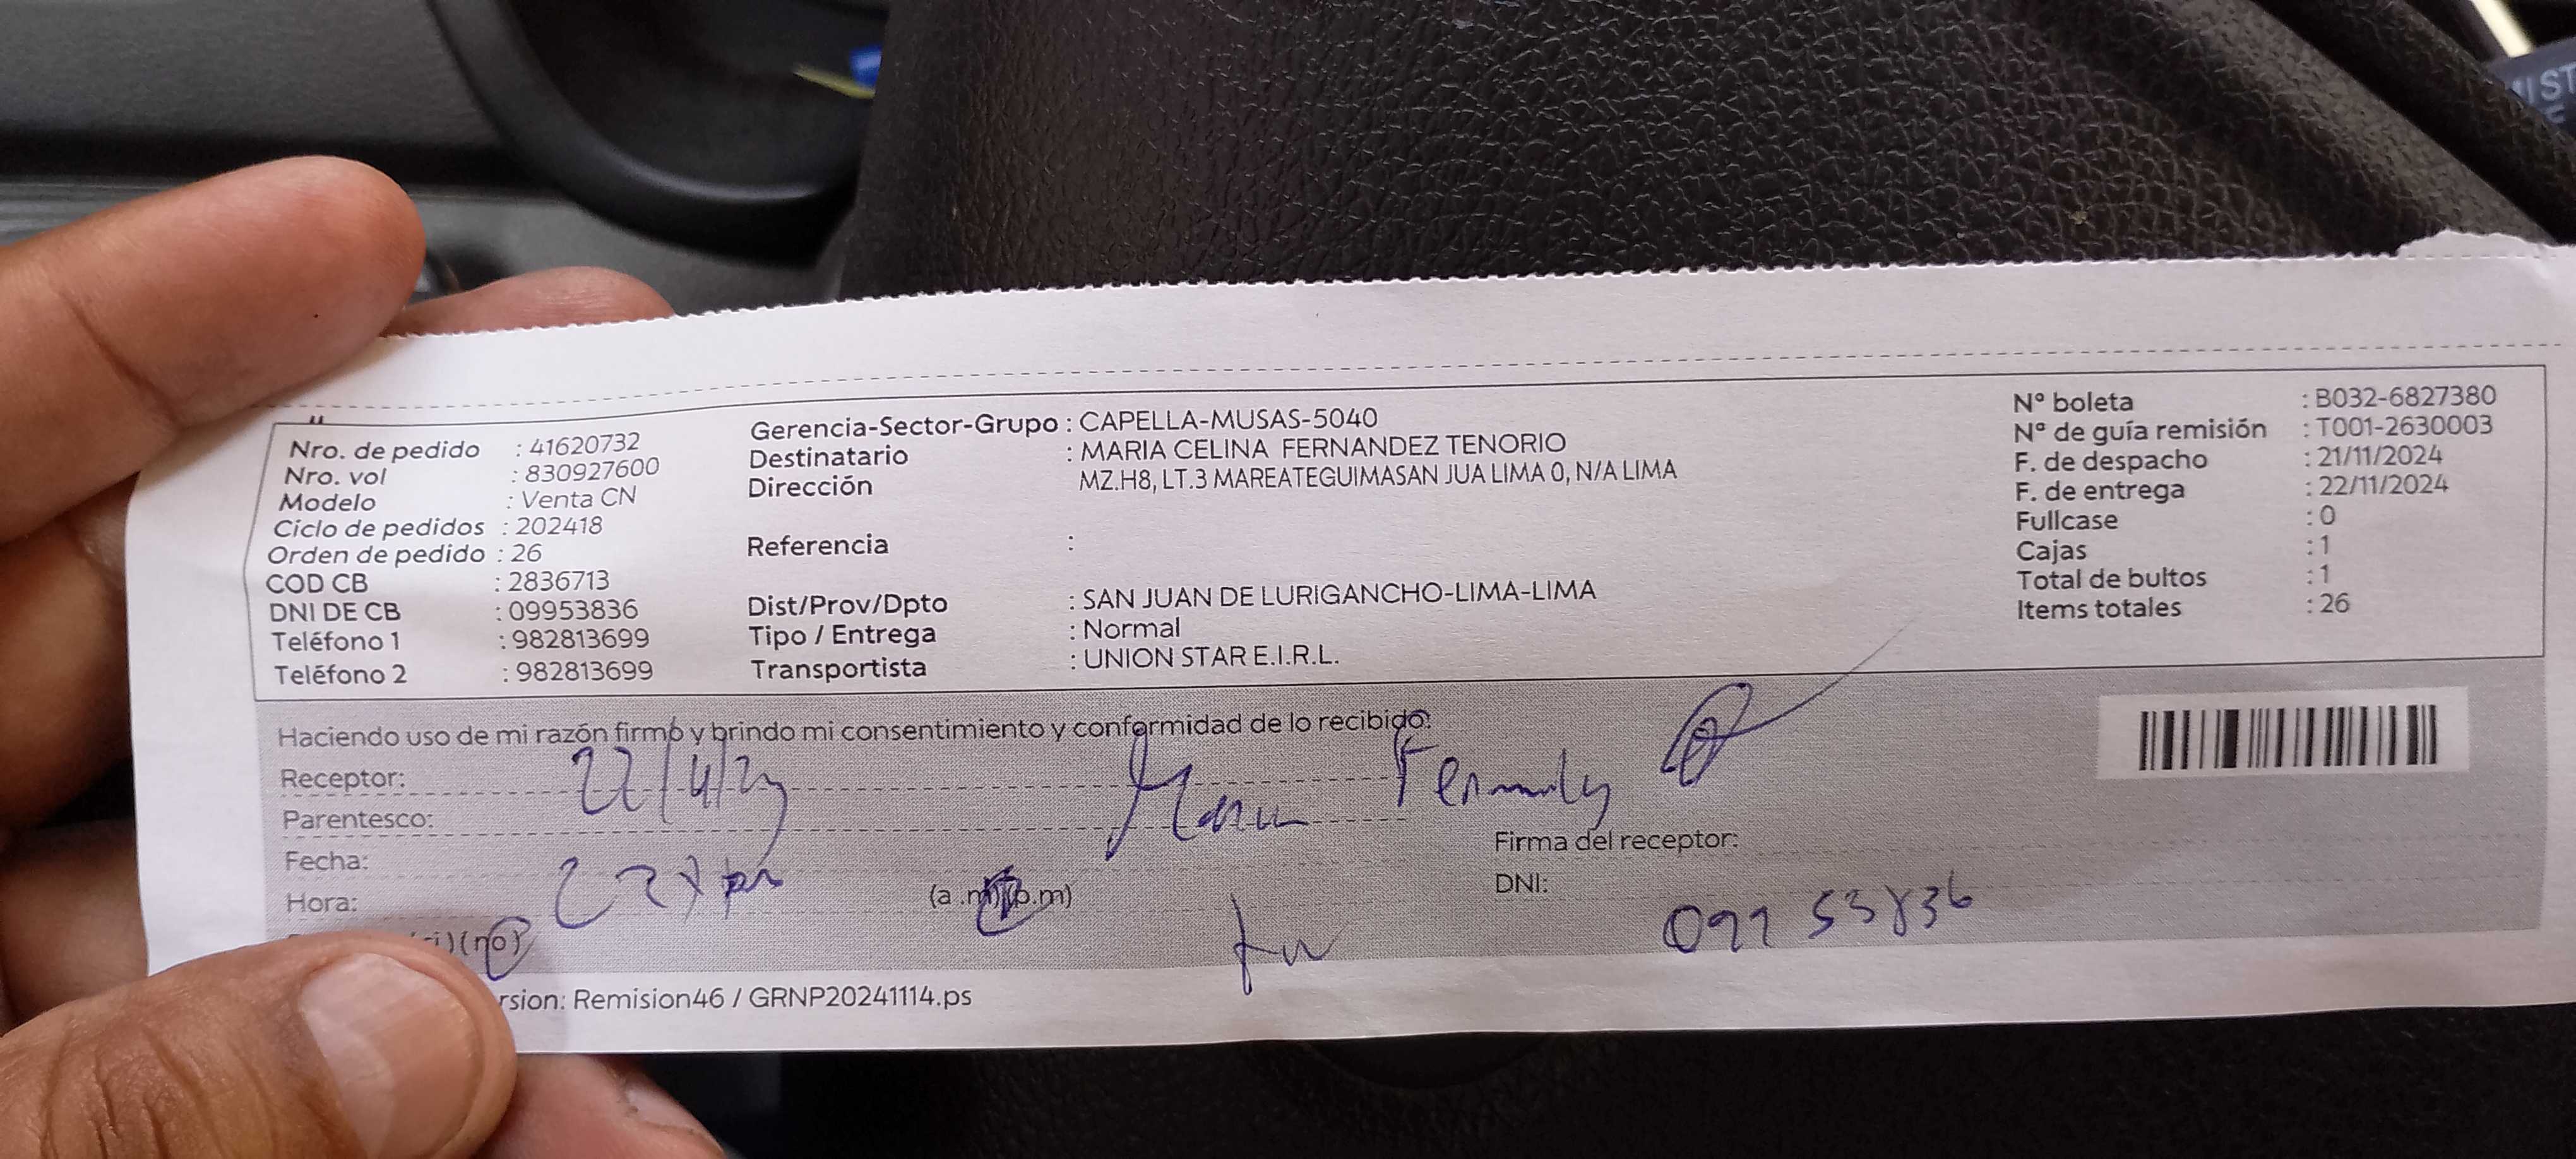 Nro. de pedido : 41620732
Nro. vol : 830927600
Modelo : Venta CN
Ciclo de pedidos : 202418
Orden de pedido : 26
COD CB : 2836713
DNI DE CB : 09953836
Teléfono 1 : 982813699
Teléfono 2 : 982813699
Gerencia-Sector-Grupo : CAPELLA-MUSAS-5040
Destinatario : MARIA CELINA FERNANDEZ TENORIO
Dirección MZ.H8, LT.3 MAREATEGUIMASAN JUA LIMA 0, N/A LIMA
Referencia :
Dist/Prov/Dpto : SAN JUAN DE LURIGANCHO-LIMA-LIMA
Tipo / Entrega : Normal
Transportista : UNION STAR E.I.R.L.
N° boleta : B032-6827380
N° de guía remisión : T001-2630003
F. de despacho : 21/11/2024
F. de entrega : 22/11/2024
Fullcase : 0
Cajas : 1
Total de bultos : 1
Items totales : 26
Haciendo uso de mi razón firmo y brindo mi consentimiento y conformidad de lo recibido:
Receptor:
Parentesco:
Fecha:
Hora: (a.m)(p.m)
(no)
Firma del receptor:
DNI: 09953836
rsion: Remision46 / GRNP20241114.ps